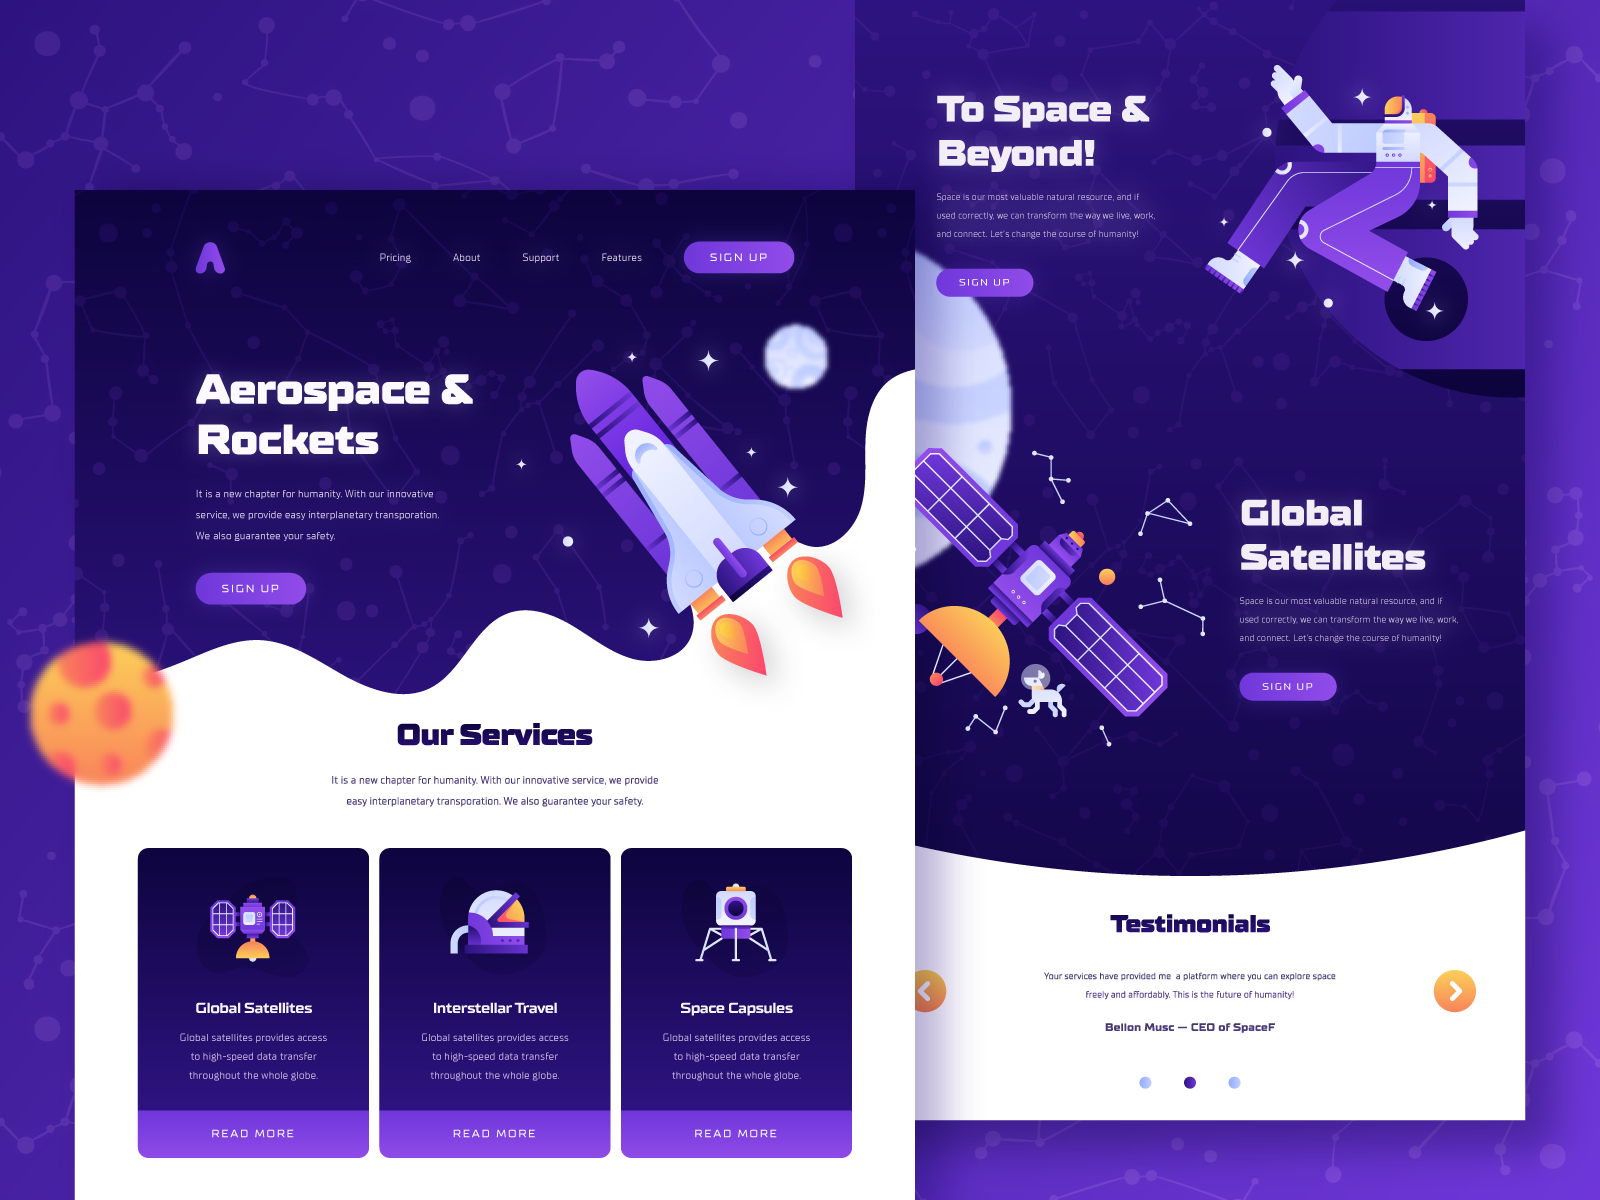 Pricing
About
Support
Features
SIGN UP
Aerospace &
Rockets
It is a new chapter for humanity. With our innovative
service, we provide easy interplanetary transporation.
We also guarantee your safety.
SIGN UP
Our Services
It is a new chapter for humanity. With our innovative service, we provide
easy interplanetary transporation. We also guarantee your safety.
Global Satellites
Global satellites provides access
to high-speed data transfer
throughout the whole globe.
READ MORE
Interstellar Travel
Global satellites provides access
to high-speed data transfer
throughout the whole globe.
READ MORE
Space Capsules
Global satellites provides access
to high-speed data transfer
throughout the whole globe.
READ MORE
To Space &
Beyond!
Space is our most valuable natural resource, and if
used correctly, we can transform the way we live, work,
and connect. Let's change the course of humanity!
SIGN UP
Global
Satellites
Space is our most valuable natural resource, and if
used correctly, we can transform the way we live, work,
and connect. Let's change the course of humanity!
SIGN UP
Testimonials
Your services have provided me a platform where you can explore space
freely and affordably. This is the future of humanity!
Bellon Musc — CEO of SpaceF